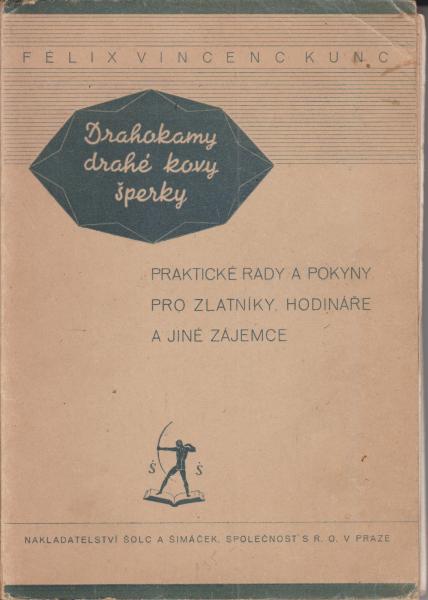 FÉLIX VINCENC KUNC
Drahokamy
drahé kovy
šperky
PRAKTICKÉ RADY A POKYNY
PRO ZLATNÍKY, HODINÁŘE
A JINÉ ZÁJEMCE
Š Š
NAKLADATELSTVÍ ŠOLC A ŠIMÁČEK, SPOLEČNOST S R. O. V PRAZE